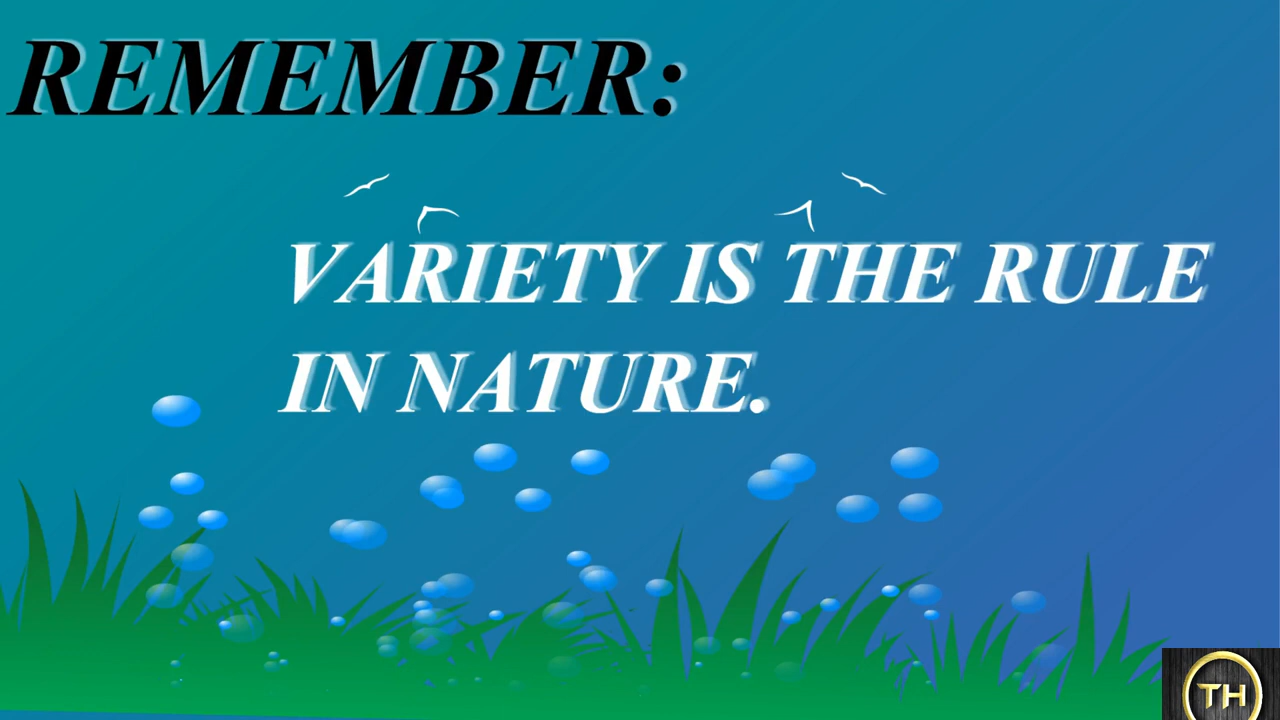 REMEMBER:
VARIETY IS THE RULE
IN NATURE.
TH